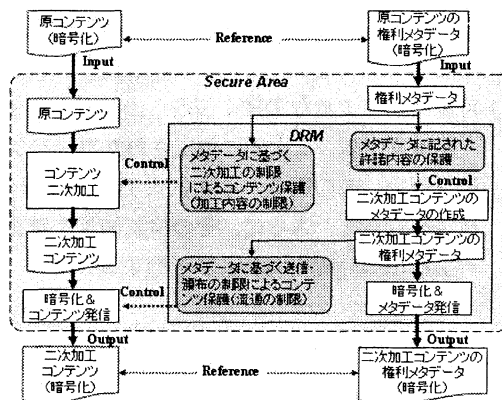 原コンテンツ
(暗号化)
Reference
原コンテンツの
権利メタデータ
(暗号化)
Input
Input
Secure Area
原コンテンツ
権利メタデータ
DRM
Control
メタデータに基づく
二次加工の制限
によるコンテンツ保護
(加工内容の制限)
メタデータに記された
許諾内容の保護
コンテンツ
二次加工
Control
二次加工コンテンツの
メタデータの作成
二次加工
コンテンツ
二次加工コンテンツの
権利メタデータ
メタデータに基づく送信・
頒布の制限によるコンテ
ンツ保護(流通の制限)
Control
暗号化&
コンテンツ発信
暗号化&
メタデータ発信
Output
Output
二次加工
コンテンツ
(暗号化)
Reference
二次加工コンテンツの
権利メタデータ
(暗号化)